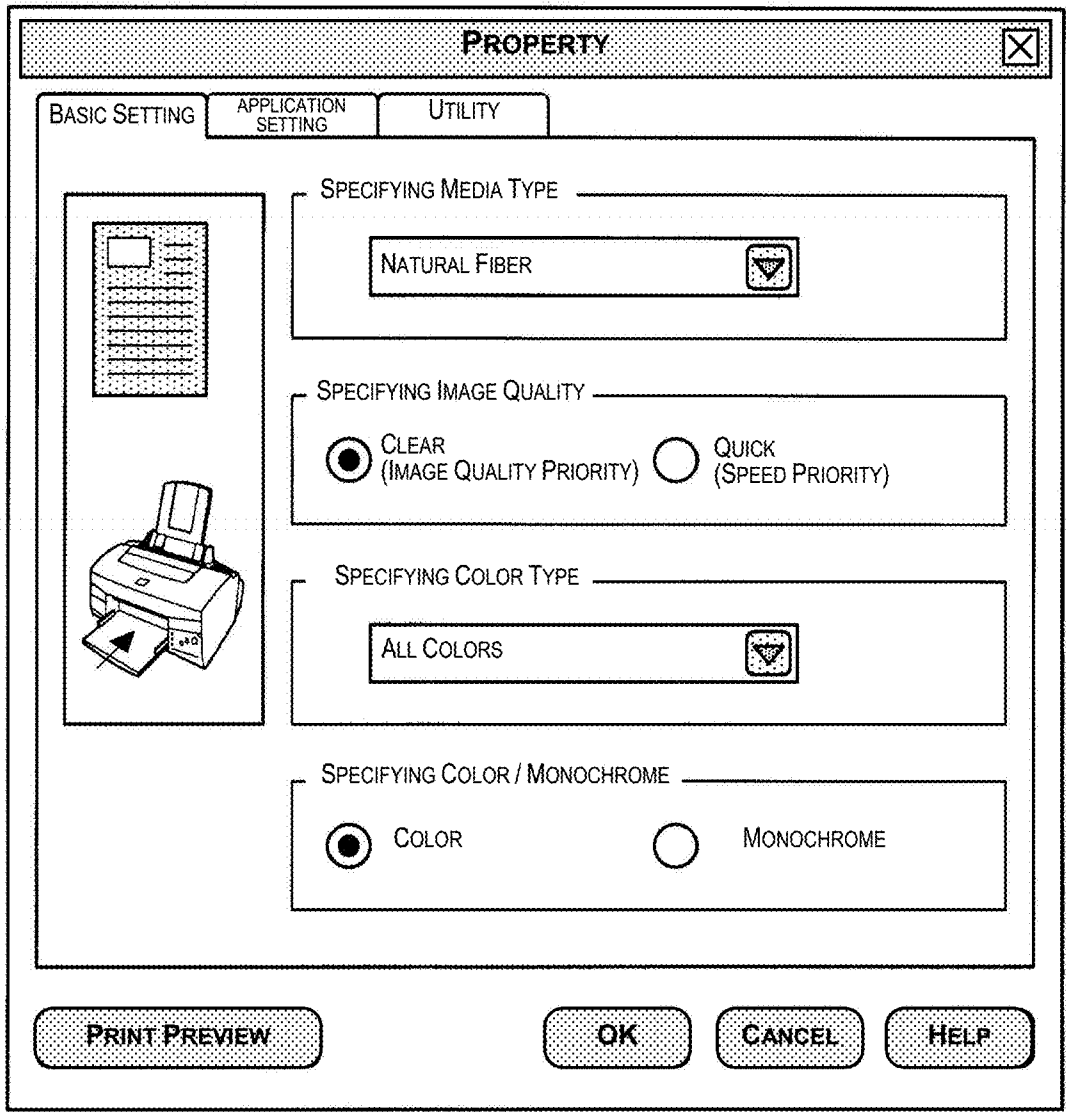 PROPERTY
BASIC SETTING
APPLICATION
SETTING
UTILITY
SPECIFYING MEDIA TYPE
NATURAL FIBER
SPECIFYING IMAGE QUALITY
CLEAR
(IMAGE QUALITY PRIORITY)
QUICK
(SPEED PRIORITY)
SPECIFYING COLOR TYPE
ALL COLORS
SPECIFYING COLOR / MONOCHROME
COLOR
MONOCHROME
PRINT PREVIEW
OK
CANCEL
HELP